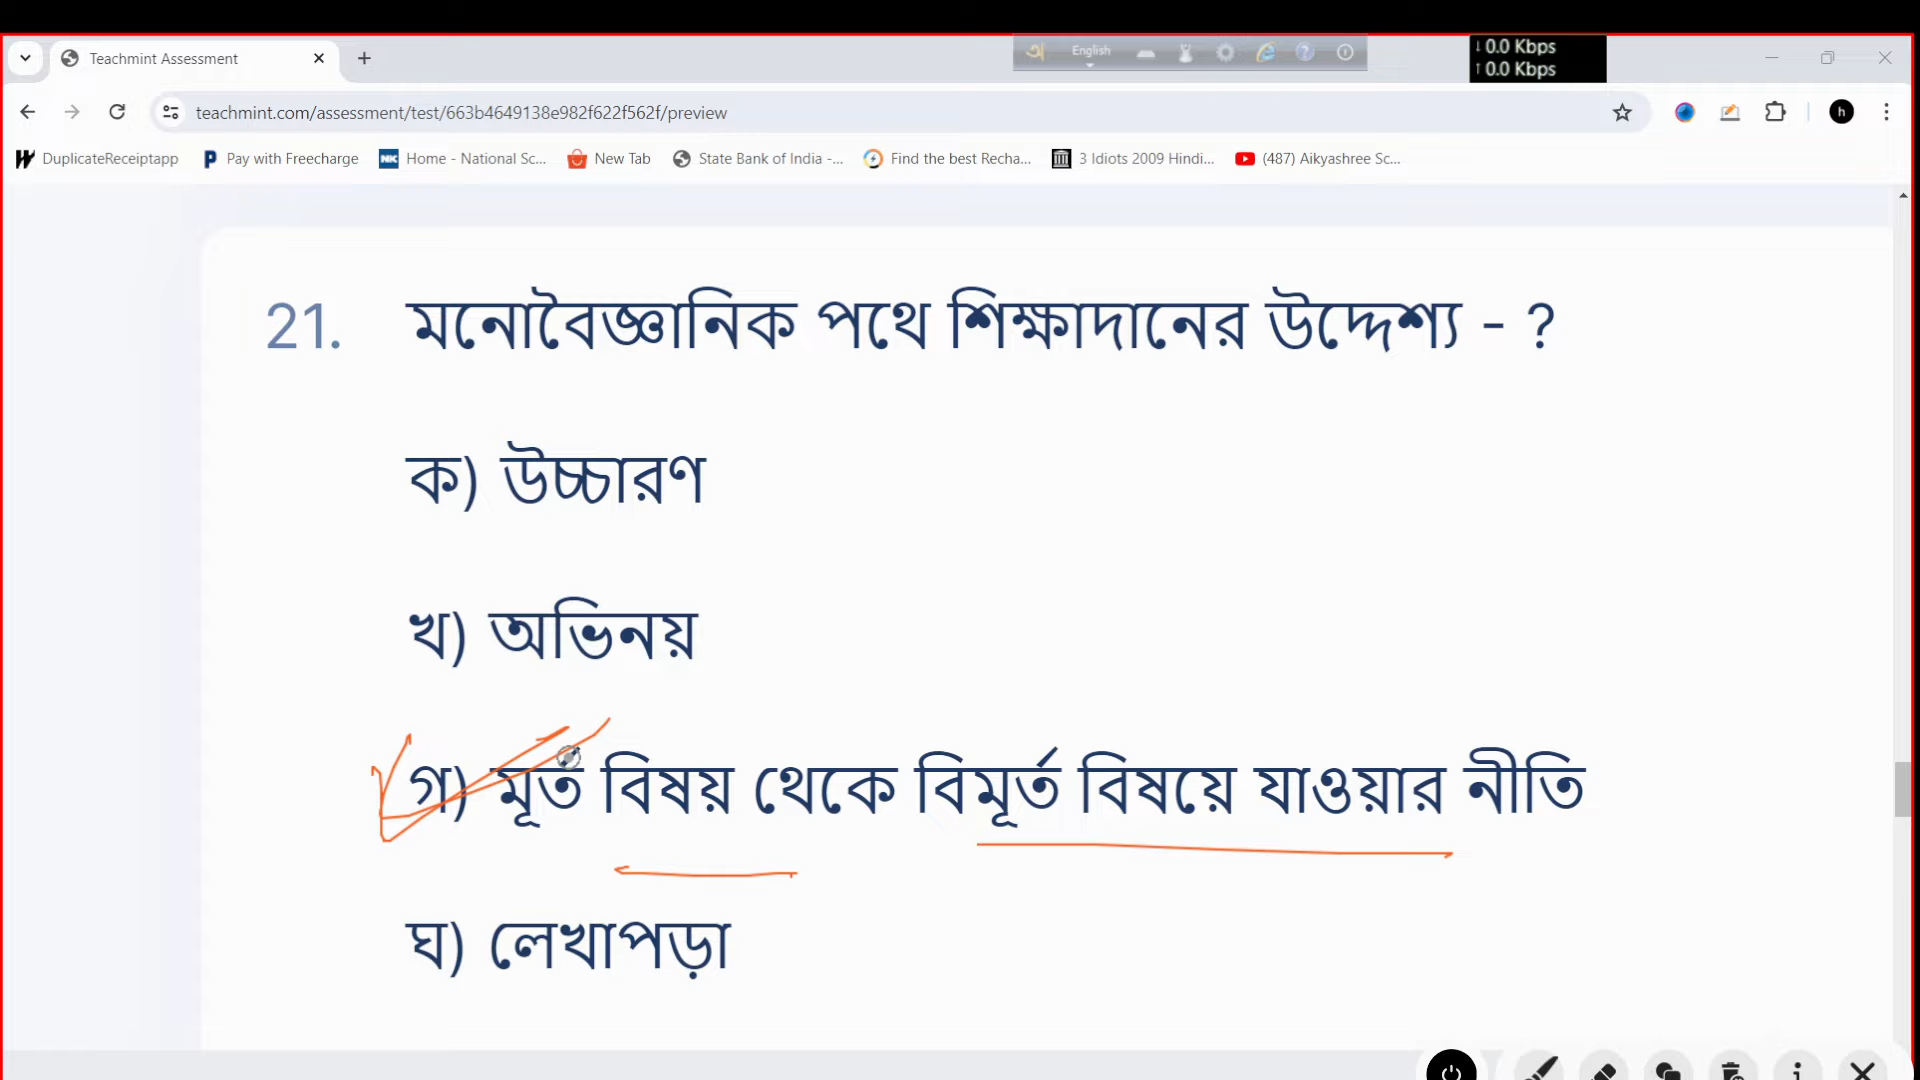 Teachmint Assessment
English
↓ 0.0 Kbps
↑ 0.0 Kbps
teachmint.com/assessment/test/663b4649138e982f622f562f/preview
h
DuplicateReceiptapp
Pay with Freecharge
Home - National Sc...
New Tab
State Bank of India -...
Find the best Recha...
3 Idiots 2009 Hindi...
(487) Aikyashree Sc...
21. মনোবৈজ্ঞানিক পথে শিক্ষাদানের উদ্দেশ্য - ?
ক) উচ্চারণ
খ) অভিনয়
গ) মূর্ত বিষয় থেকে বিমূর্ত বিষয়ে যাওয়ার নীতি
ঘ) লেখাপড়া